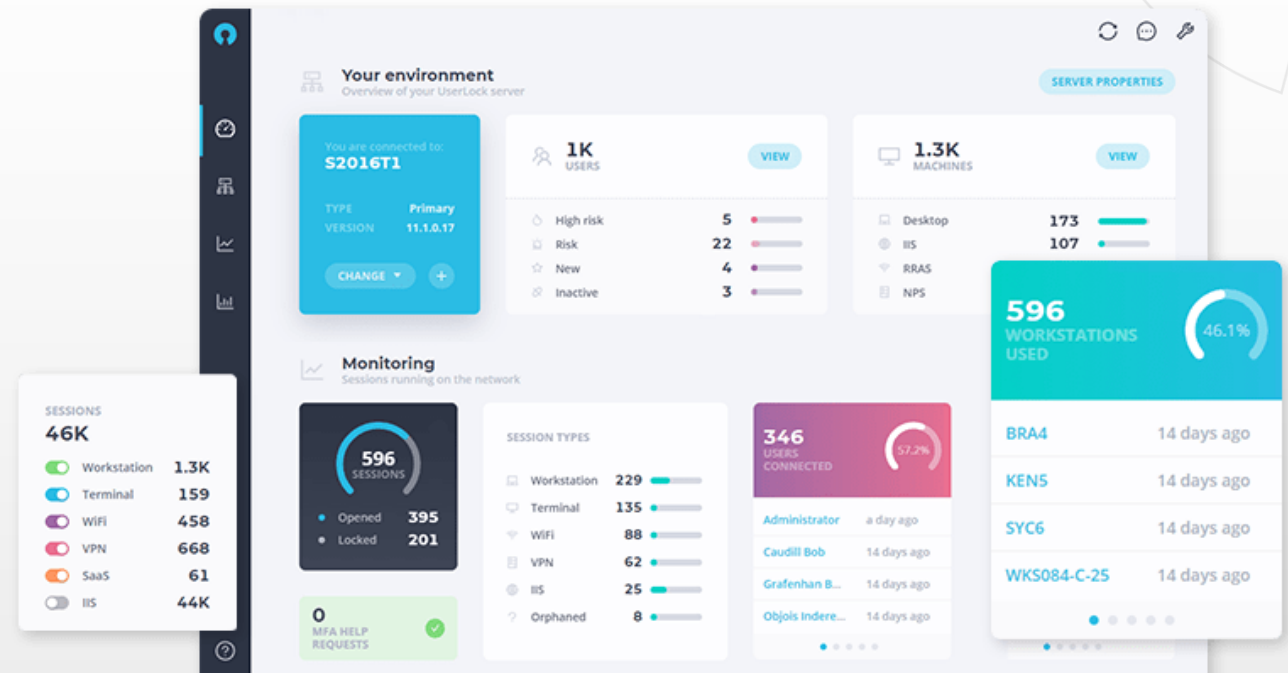 Your environment
Overview of your UserLock server
SERVER PROPERTIES
You are connected to:
S2016T1
TYPE Primary
VERSION 11.1.0.17
CHANGE +
1K
USERS
VIEW
High risk 5
Risk 22
New 4
Inactive 3
1.3K
MACHINES
VIEW
Desktop 173
IIS 107
RRAS
NPS
596
WORKSTATIONS
USED
46.1%
BRA4 14 days ago
KEN5 14 days ago
SYC6 14 days ago
WKS084-C-25 14 days ago
Monitoring
Sessions running on the network
596
SESSIONS
Opened 395
Locked 201
0
MFA HELP
REQUESTS
SESSION TYPES
Workstation 229
Terminal 135
WiFi 88
VPN 62
IIS 25
Orphaned 8
346
USERS
CONNECTED
57.2%
Administrator a day ago
Caudill Bob 14 days ago
Grafenhan B... 14 days ago
Objois Indere... 14 days ago
SESSIONS
46K
Workstation 1.3K
Terminal 159
WiFi 458
VPN 668
SaaS 61
IIS 44K